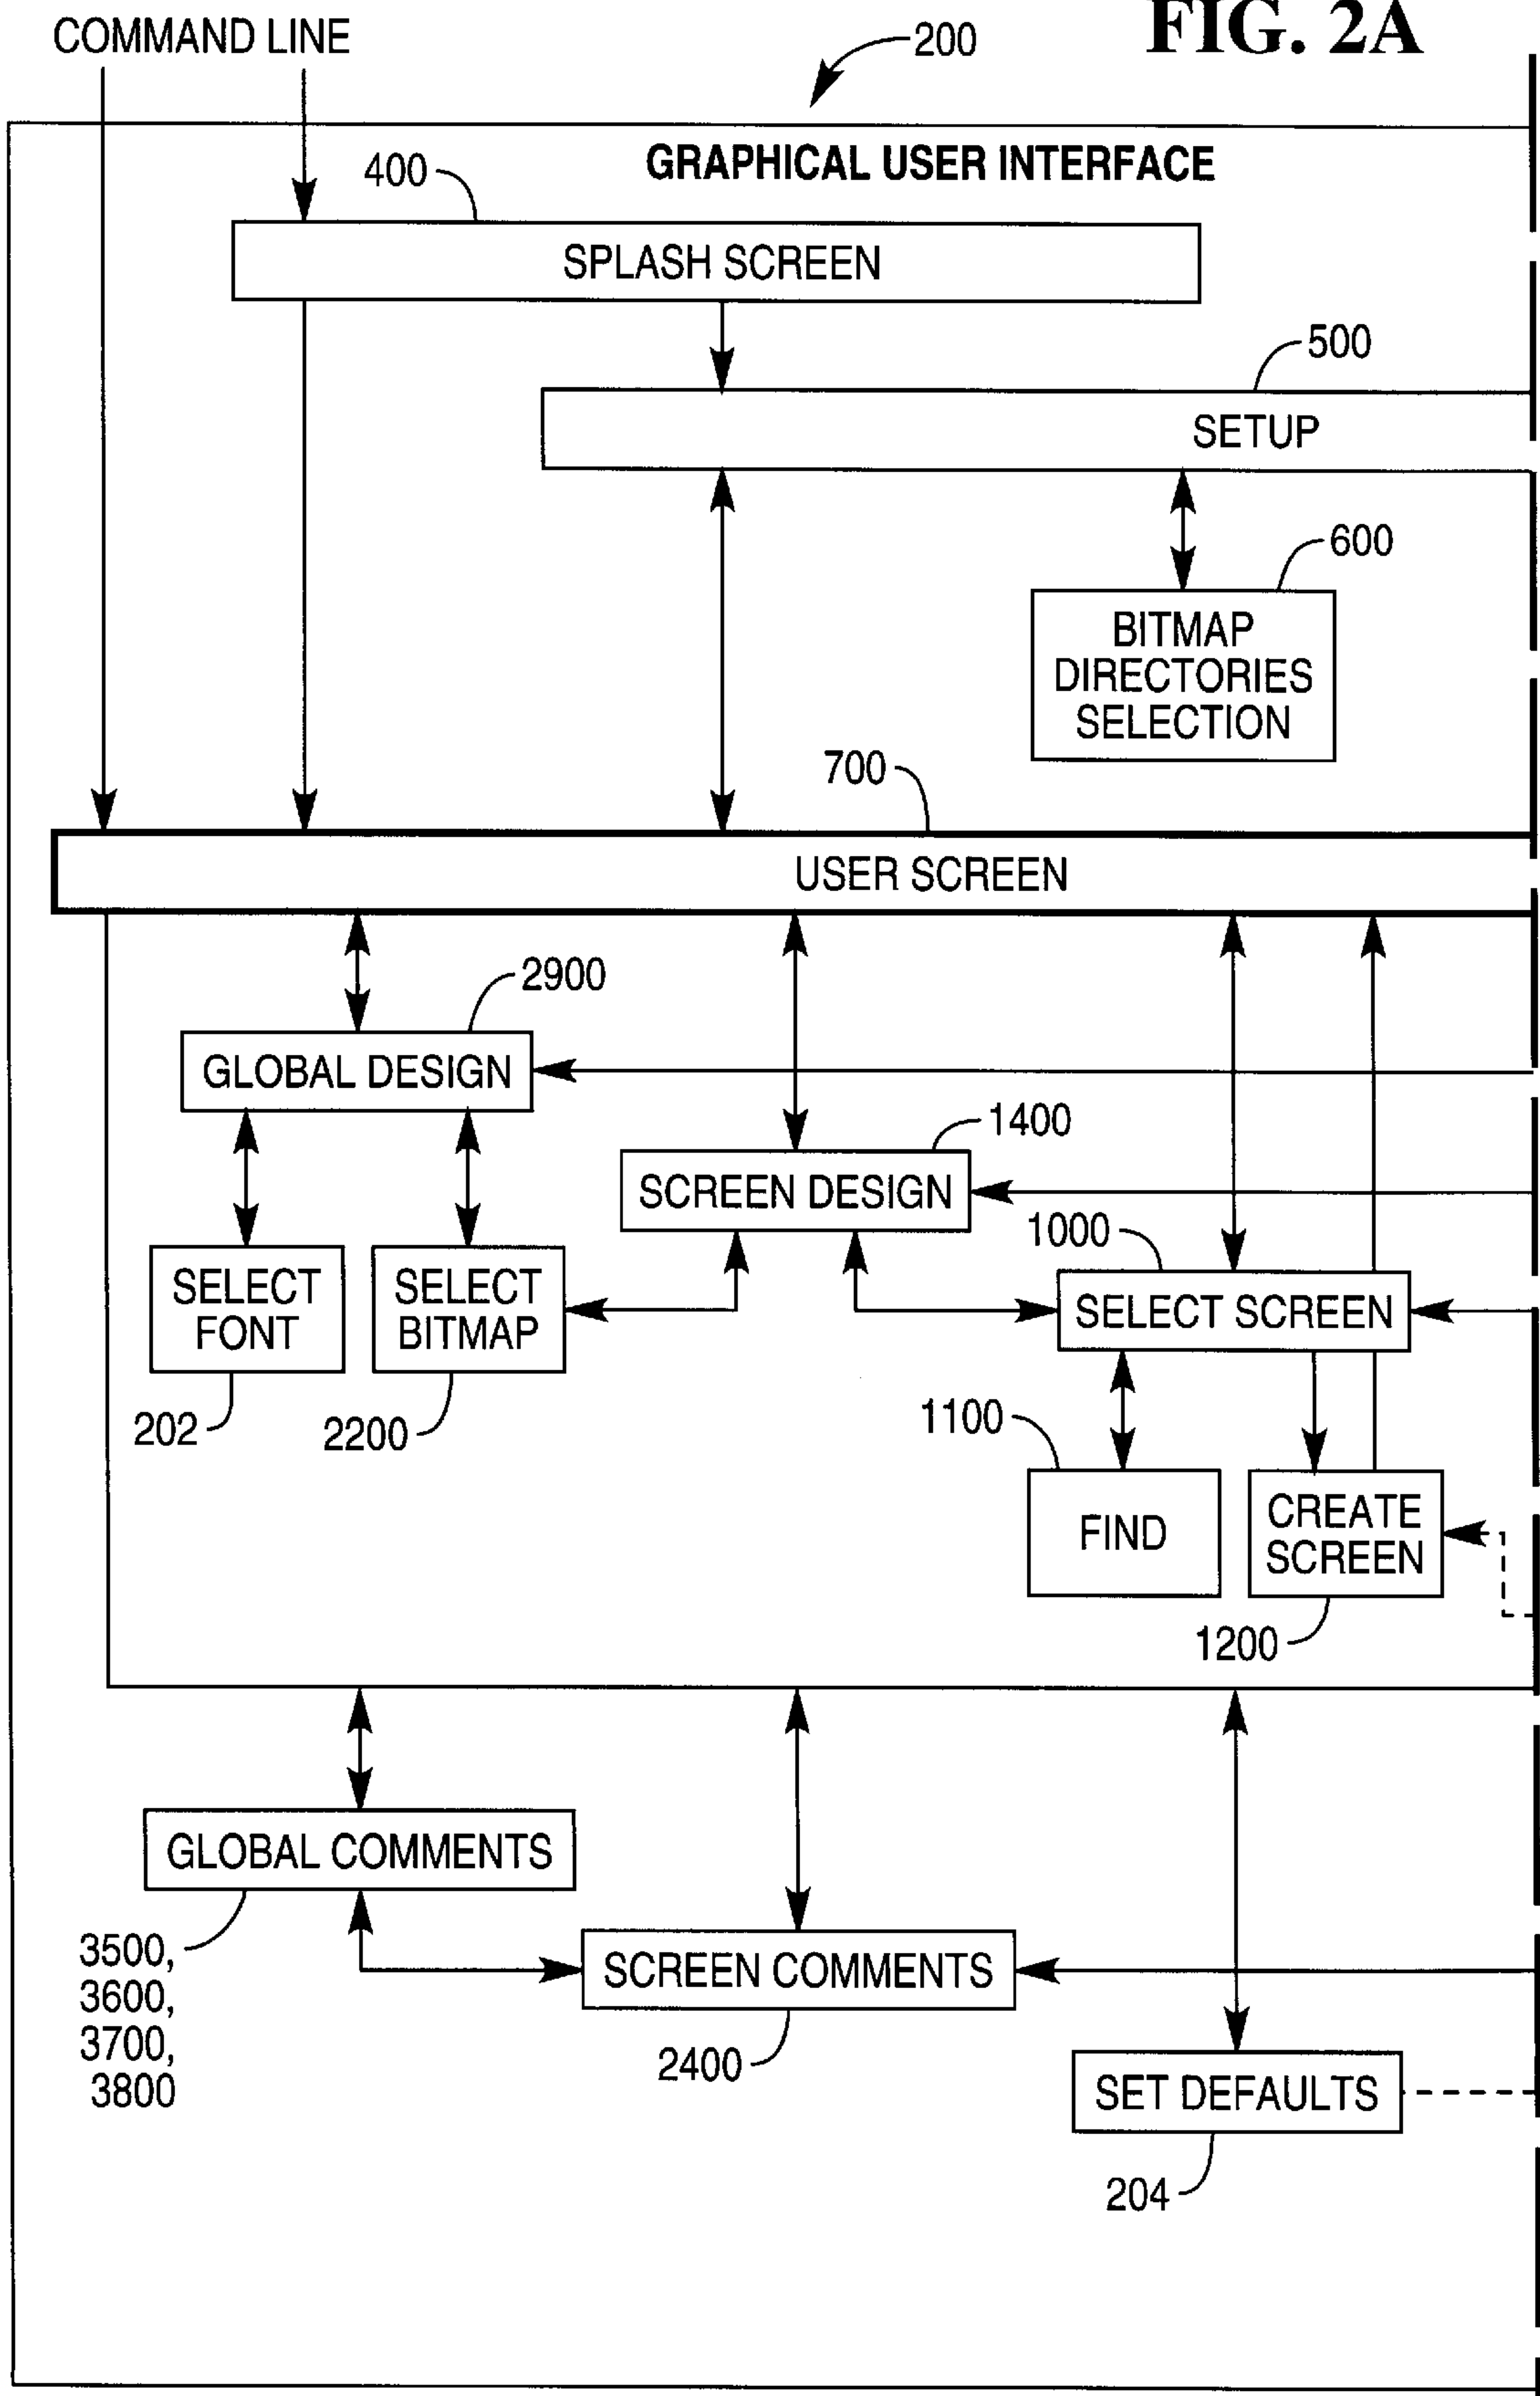 FIG. 2A
COMMAND LINE
200
GRAPHICAL USER INTERFACE
400
SPLASH SCREEN
500
SETUP
600
BITMAP
DIRECTORIES
SELECTION
700
USER SCREEN
2900
GLOBAL DESIGN
1400
SCREEN DESIGN
1000
SELECT SCREEN
SELECT
FONT
SELECT
BITMAP
202
2200
1100
FIND
CREATE
SCREEN
1200
GLOBAL COMMENTS
3500,
3600,
3700,
3800
SCREEN COMMENTS
2400
SET DEFAULTS
204